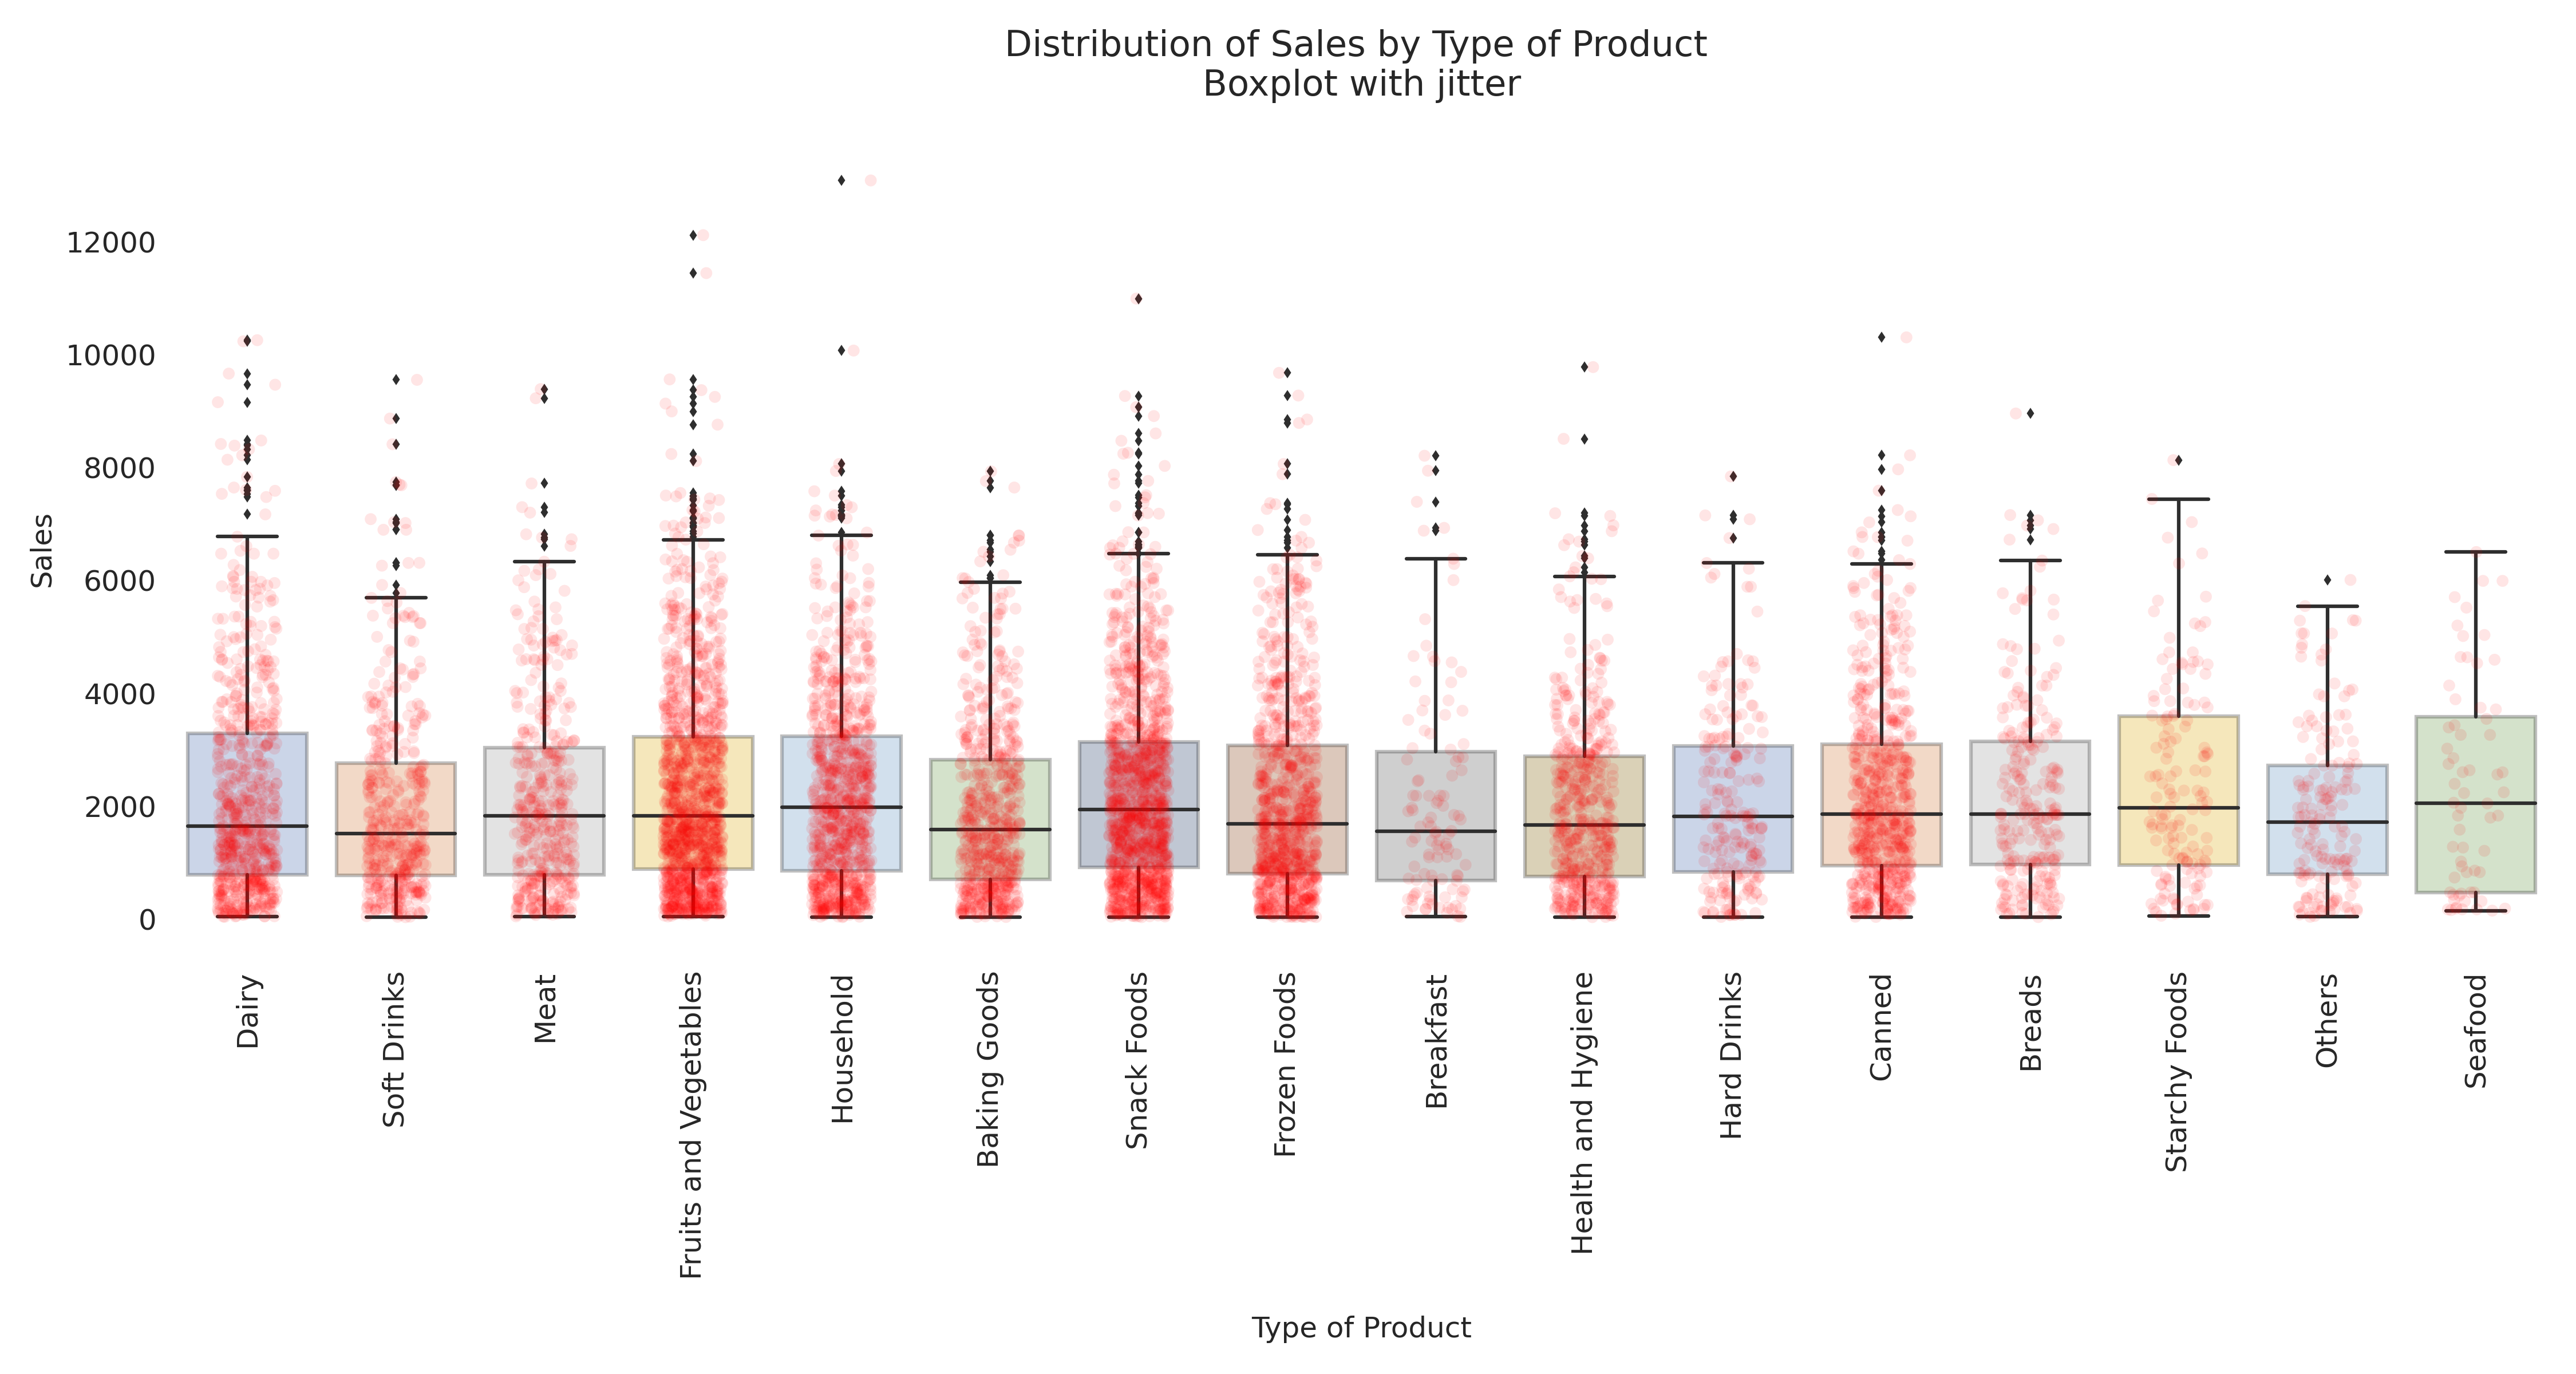 Distribution of Sales by Type of Product
Boxplot with jitter
12000
10000
8000
6000
4000
2000
0
Sales
Dairy
Soft Drinks
Meat
Fruits and Vegetables
Household
Baking Goods
Snack Foods
Frozen Foods
Breakfast
Health and Hygiene
Hard Drinks
Canned
Breads
Starchy Foods
Others
Seafood
Type of Product